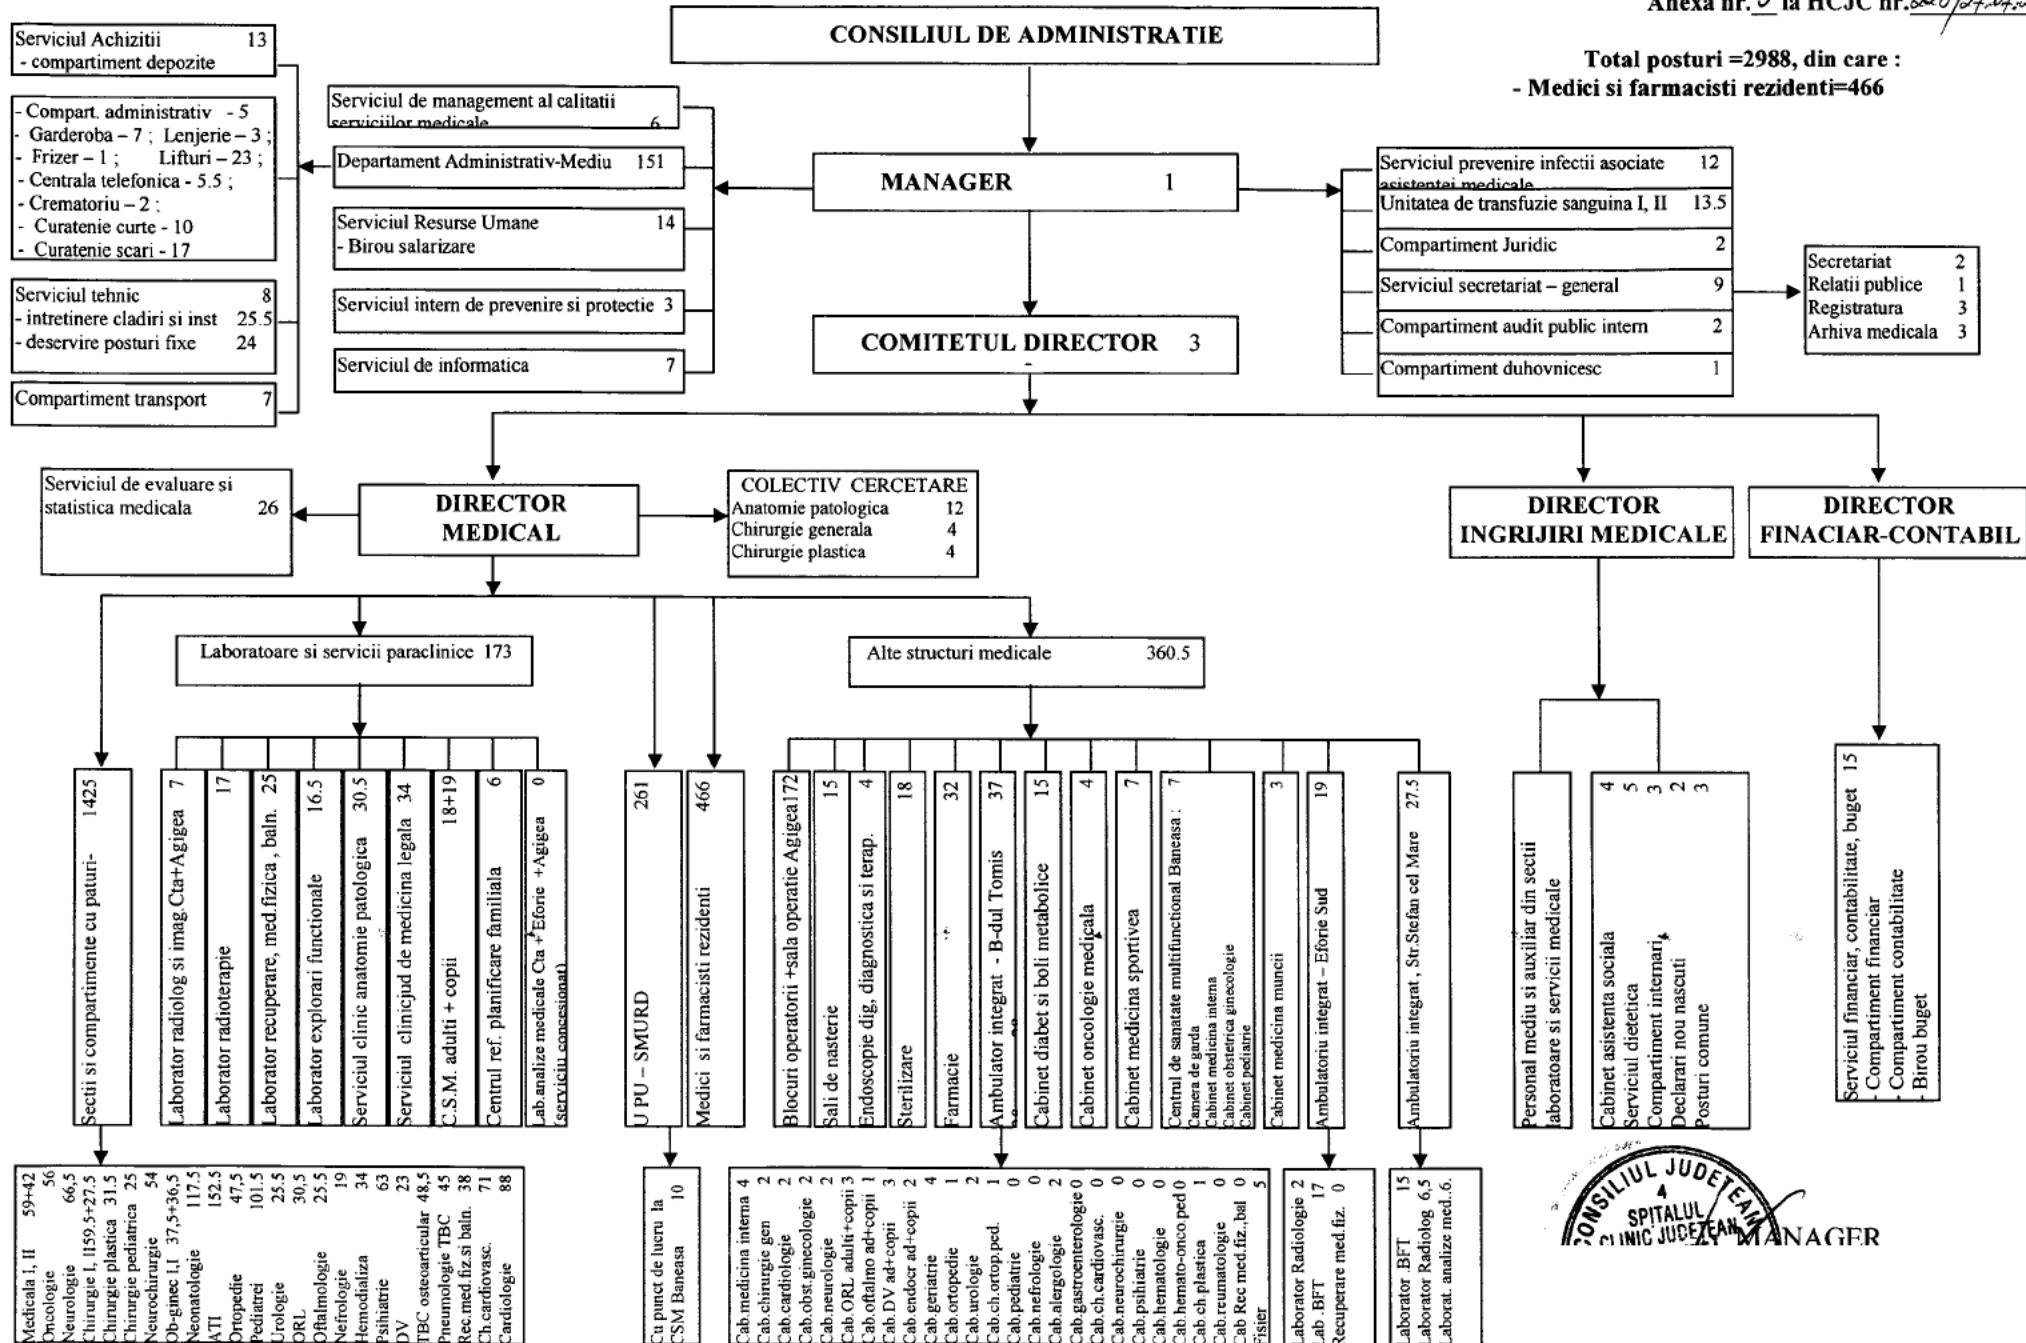 Anexa nr. la HCJC nr.
Total posturi =2988, din care :
- Medici si farmacisti rezidenti=466
CONSILIUL DE ADMINISTRATIE
Serviciul Achizitii 13
- compartiment depozite
- Compart. administrativ - 5
- Garderoba – 7 ; Lenjerie – 3 ;
- Frizer – 1 ; Lifturi – 23 ;
- Centrala telefonica - 5.5 ;
- Crematoriu – 2 ;
- Curatenie curte - 10
- Curatenie scari - 17
Serviciul tehnic 8
- intretinere cladiri si inst 25.5
- deservire posturi fixe 24
Compartiment transport 7
Serviciul de management al calitatii
serviciilor medicale 6
Departament Administrativ-Mediu 151
Serviciul Resurse Umane 14
- Birou salarizare
Serviciul intern de prevenire si protectie 3
Serviciul de informatica 7
MANAGER 1
COMITETUL DIRECTOR 3
-
Serviciul prevenire infectii asociate 12
asistentei medicale
Unitatea de transfuzie sanguina I, II 13.5
Compartiment Juridic 2
Serviciul secretariat – general 9
Compartiment audit public intern 2
Compartiment duhovnicesc 1
Secretariat 2
Relatii publice 1
Registratura 3
Arhiva medicala 3
Serviciul de evaluare si
statistica medicala 26
DIRECTOR
MEDICAL
COLECTIV CERCETARE
Anatomie patologica 12
Chirurgie generala 4
Chirurgie plastica 4
DIRECTOR
INGRIJIRI MEDICALE
DIRECTOR
FINACIAR-CONTABIL
Laboratoare si servicii paraclinice 173
Alte structuri medicale 360.5
Sectii si compartimente cu paturi- 1425
Laborator radiolog si imag.Cta+Agigea 7
Laborator radioterapie 17
Laborator recuperare, med.fizica , baln. 25
Laborator explorari functionale 16.5
Serviciul clinic anatomie patologica 30.5
Serviciul clinicjud de medicina legala 34
C.S.M. adulti + copii 18+19
Centrul ref. planificare familiala 6
Lab.analize medicale Cta + Eforie +Agigea 0
(serviciu concesionat)
U PU – SMURD 261
Medici si farmacisti rezidenti 466
Blocuri operatorii +sala operatie Agigea172
Sali de nasterie 15
Endoscopie dig, diagnostica si terap. 4
Sterilizare 18
Farmacie 32
Ambulator integrat - B-dul Tomis 37
Cabinet diabet si boli metabolice 15
Cabinet oncologie medicala 4
Cabinet medicina sportivea 7
Centrul de sanatate multifunctional Baneasa : 7
Camera de garda
Cabinet medicina interna
Cabinet obstetrica ginecologie
Cabinet pediatrie
Cabinet medicina muncii 3
Ambulatoriu integrat – Eforie Sud 19
Ambulatoriu integrat , Str.Stefan cel Mare 27.5
Personal mediu si auxiliar din sectii
laboratoare si servicii medicale
Cabinet asistenta sociala 4
Serviciul dietetica 5
Compartiment internari 3
Declarari nou nascuti 2
Posturi comune 3
Serviciul financiar, contabilitate, buget 15
- Compartiment financiar
- Compartiment contabilitate
- Birou buget
Medicala I, II 59+42
Oncologie 56
Neurologie 66,5
Chirurgie I, II59.5+27.5
Chirurgie plastica 31.5
Chirurgie pediatrica 25
Neurochirurgie 54
Ob-ginec I,I 37,5+36,5
Neonatologie 117.5
ATI 152.5
Ortopedie 47,5
Pediatrei 101.5
Urologie 25.5
ORL 30,5
Oftalmologie 25.5
Nefrologie 19
Hemodializa 34
Psihiatrie 63
DV 23
TBC osteoarticular 48,5
Pneumologie TBC 45
Rec.med.fiz.si baln. 38
Ch.cardiovasc. 71
Cardiologie 88
Cu punct de lucru la
CSM Baneasa 10
Cab.medicina interna 4
Cab.chirurgie gen 2
Cab.cardiologie 2
Cab.obst.ginecologie 2
Cab.neurologie 2
Cab.ORL adulti+copii 3
Cab.oftalmo ad+copii 1
Cab.DV ad+copii 2
Cab.endocr ad+copii 2
Cab.geriatrie 4
Cab.ortopedie 1
Cab.urologie 2
Cab.ch.ortop.ped. 1
Cab.pediatrie 0
Cab.nefrologie 0
Cab.alergologie 2
Cab.gastroenterologie 0
Cab.ch.cardiovasc. 0
Cab.neurochirurgie 0
Cab.psihiatrie 0
Cab.hematologie 0
Cab.hemato-onco.ped 0
Cab.ch.plastica 1
Cab.reumatologie 0
Cab Rec med.fiz.,bal 0
Fisier 5
Laborator Radiologie 2
Lab .BFT 17
Recuperare med.fiz. 0
Laborator .BFT 15
Laborator Radiolog 6,5
Laborat. analize med..6.
CONSILIUL JUDETEAN
4
SPITALUL
CLINIC JUDETEAN
MANAGER